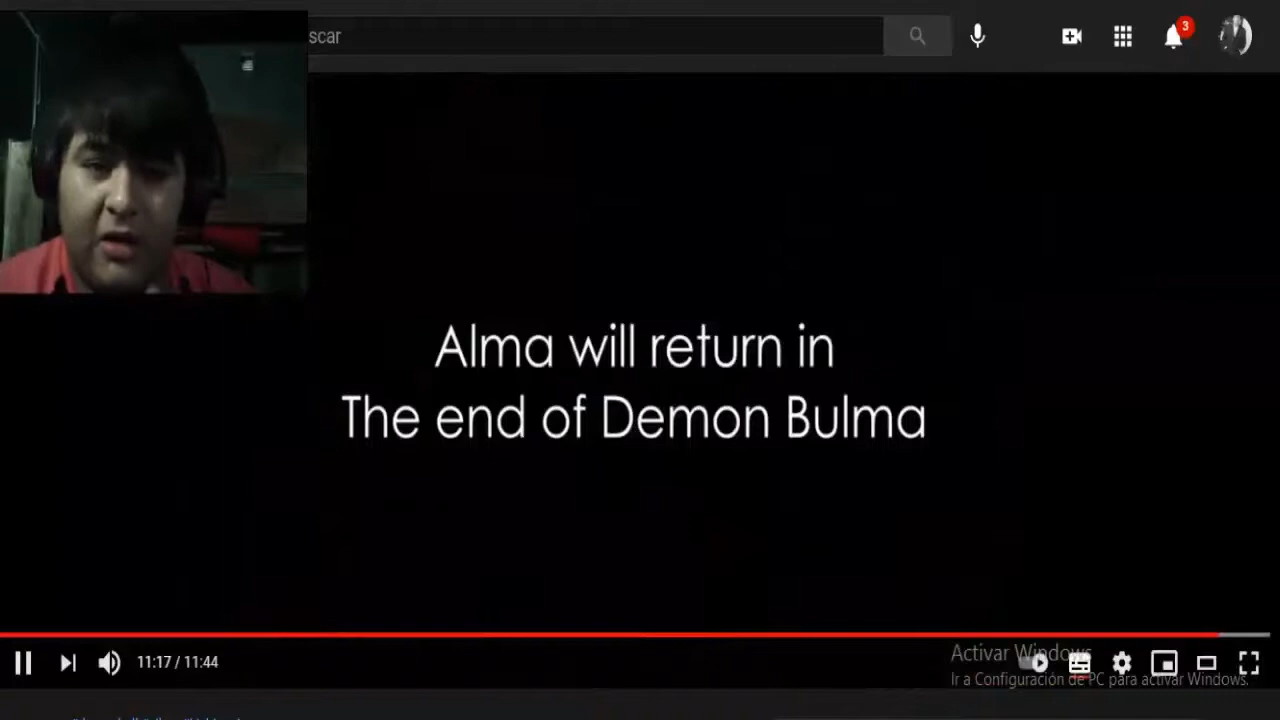 scar
3
Alma will return in
The end of Demon Bulma
11:17 / 11:44
Activar Windows
Ir a Configuración de PC para activar Windows.